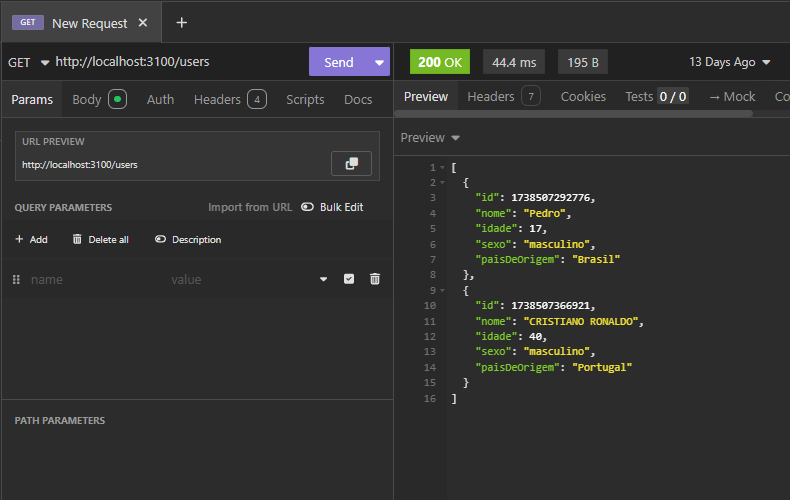 GET New Request
GET http://localhost:3100/users Send
Params Body Auth Headers 4 Scripts Docs
URL PREVIEW
http://localhost:3100/users
QUERY PARAMETERS Import from URL Bulk Edit
+ Add Delete all Description
name value
PATH PARAMETERS
200 OK 44.4 ms 195 B 13 Days Ago
Preview Headers 7 Cookies Tests 0 / 0 → Mock Co
Preview
1 [
2 {
3 "id": 1738507292776,
4 "nome": "Pedro",
5 "idade": 17,
6 "sexo": "masculino",
7 "paisDeOrigem": "Brasil"
8 },
9 {
10 "id": 1738507366921,
11 "nome": "CRISTIANO RONALDO",
12 "idade": 40,
13 "sexo": "masculino",
14 "paisDeOrigem": "Portugal"
15 }
16 ]